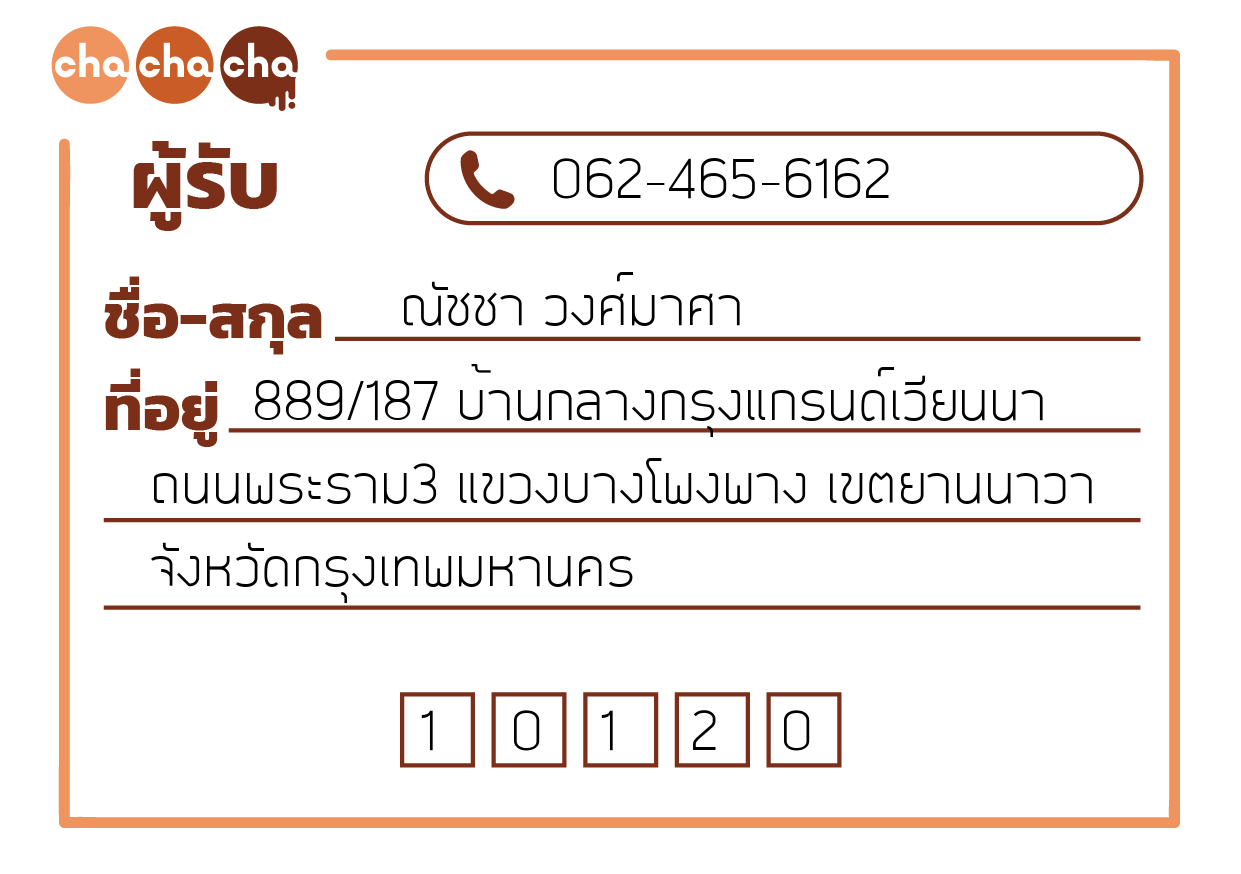 cha cha cha
ผู้รับ 062-465-6162
ชื่อ-สกุล ณัชชา วงศ์มาศา
ที่อยู่ 889/187 บ้านกลางกรุงแกรนด์เวียนนา
ถนนพระราม3 แขวงบางโพงพาง เขตยานนาวา
จังหวัดกรุงเทพมหานคร
1 0 1 2 0